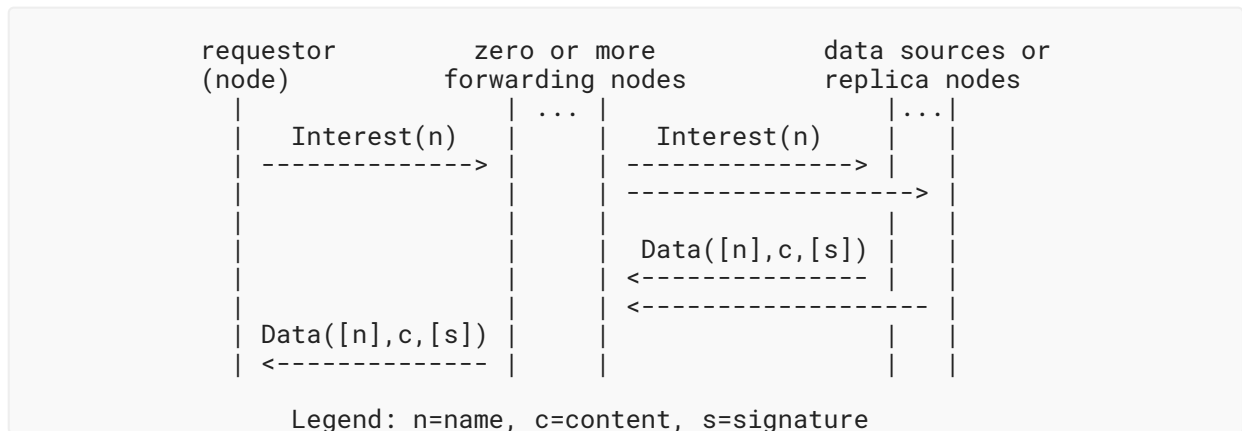 requestor         zero or more           data sources or
(node)          forwarding nodes         replica nodes
  |                 | ... |                  |...|
  |   Interest(n)   |     |   Interest(n)    |   |
  | --------------> |     | ---------------> |   |
  |                 |     | -------------------> |
  |                 |     |                  |   |
  |                 |     |  Data([n],c,[s]) |   |
  |                 |     | <--------------- |   |
  |                 |     | <------------------- |
  | Data([n],c,[s]) |     |                  |   |
  | <-------------- |     |                  |   |
Legend: n=name, c=content, s=signature